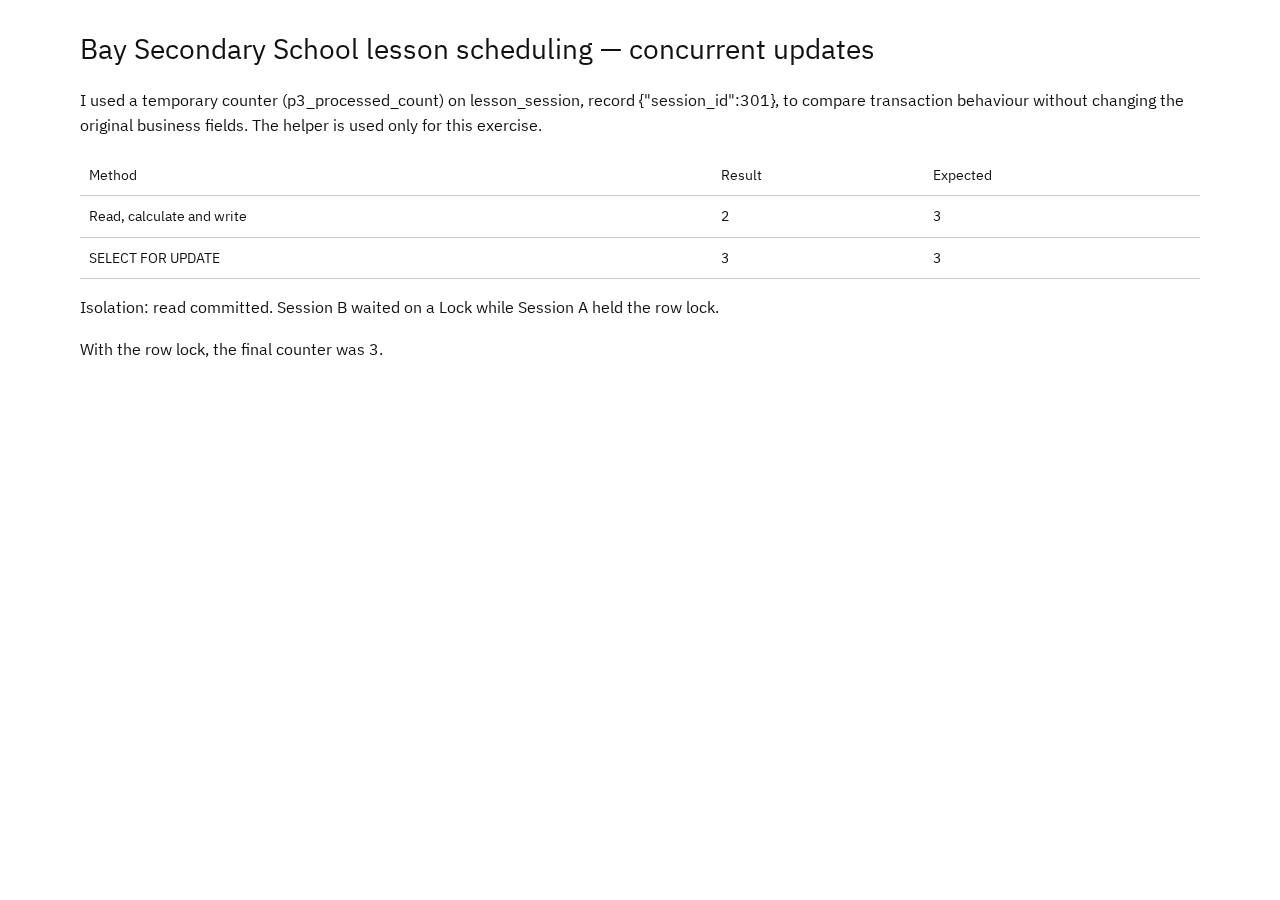 Bay Secondary School lesson scheduling — concurrent updates
I used a temporary counter (p3_processed_count) on lesson_session, record {"session_id":301}, to compare transaction behaviour without changing the
original business fields. The helper is used only for this exercise.
Method Result Expected
Read, calculate and write 2 3
SELECT FOR UPDATE 3 3
Isolation: read committed. Session B waited on a Lock while Session A held the row lock.
With the row lock, the final counter was 3.